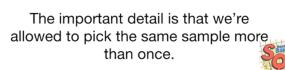 The important detail is that we're
allowed to pick the same sample more
than once.